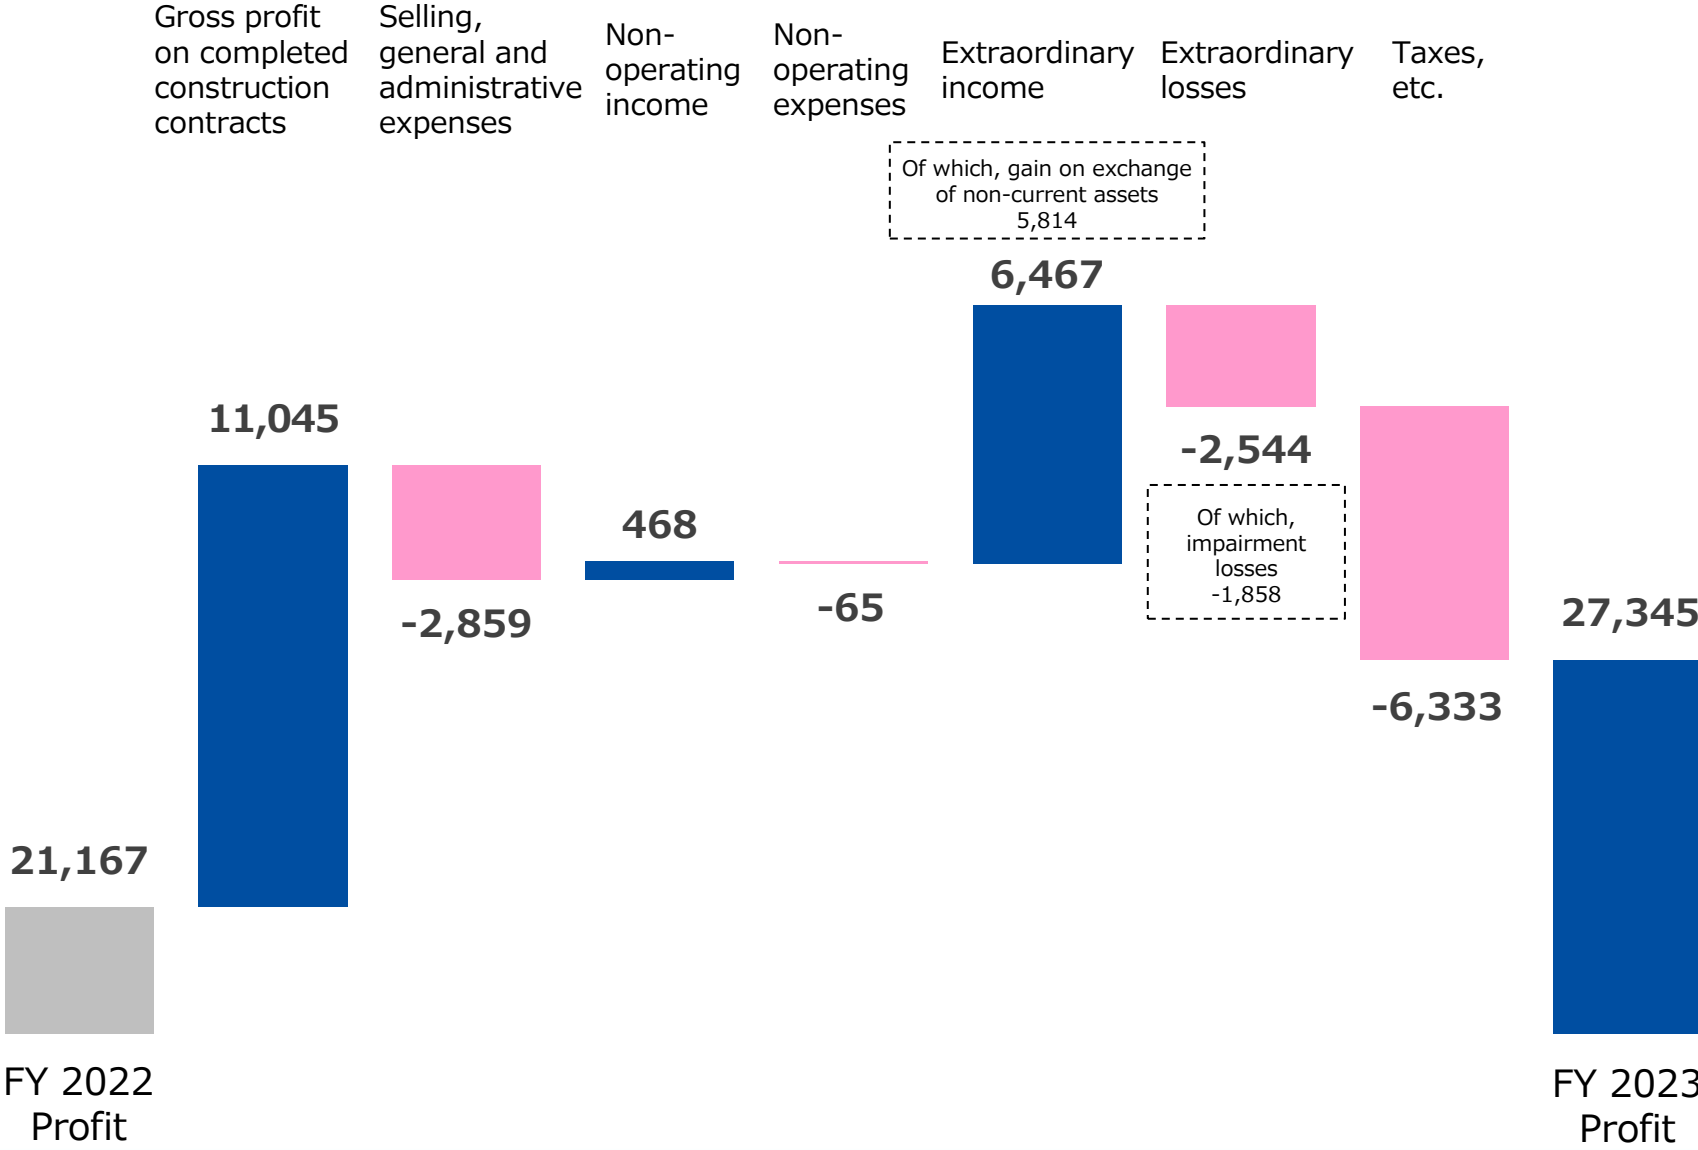 Gross profit
on completed
construction
contracts
Selling,
general and
administrative
expenses
Non-
operating
income
Non-
operating
expenses
Extraordinary
income
Extraordinary
losses
Taxes,
etc.
Of which, gain on exchange
of non-current assets
5,814
6,467
11,045
-2,544
468
Of which,
impairment
losses
-1,858
-65
-2,859
27,345
-6,333
21,167
FY 2022
Profit
FY 2023
Profit